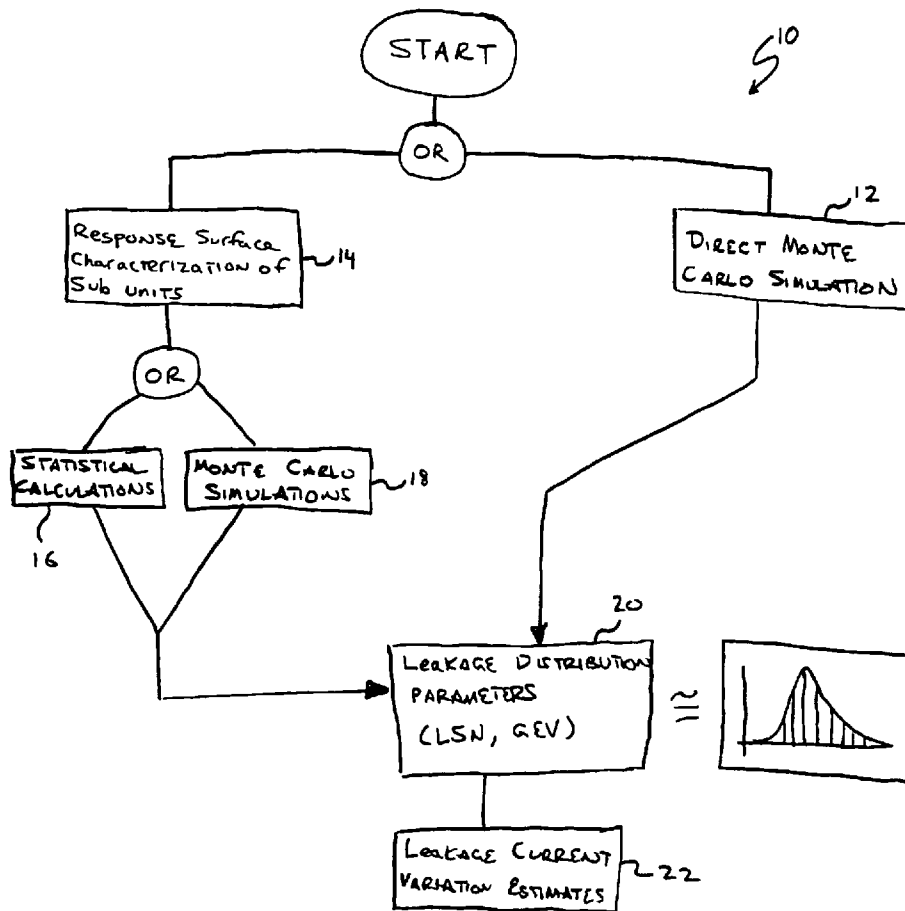 START
10
OR
12
Response Surface
Characterization of
Sub units
14
DIRECT MONTE
CARLO SIMULATION
OR
STATISTICAL
CALCULATIONS
16
MONTE CARLO
SIMULATIONS
18
20
LEAKAGE DISTRIBUTION
PARAMETERS
(LSN, GEV)
≅
LEAKAGE CURRENT
VARIATION ESTIMATES
22